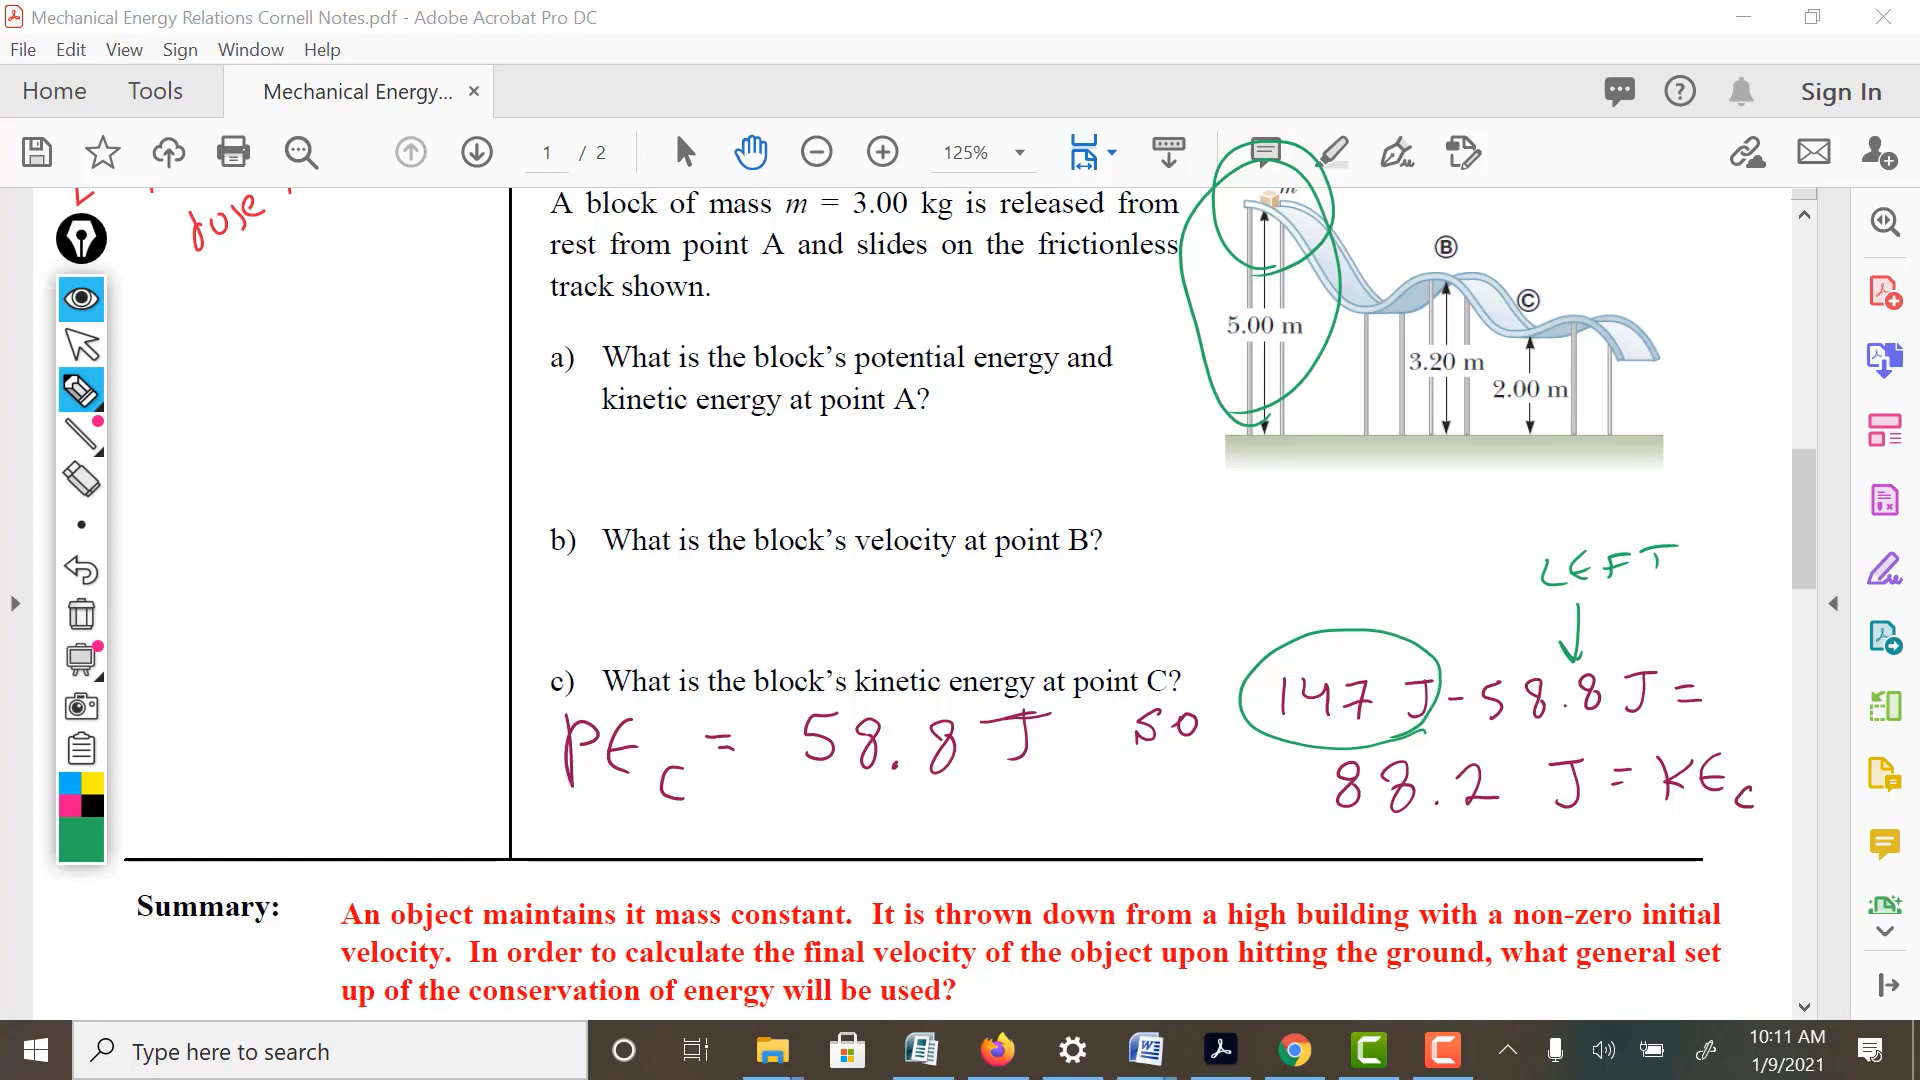 Mechanical Energy Relations Cornell Notes.pdf - Adobe Acrobat Pro DC
File Edit View Sign Window Help
Home Tools Mechanical Energy... × Sign In
1 / 2 125%
fuse
A block of mass m = 3.00 kg is released from
rest from point A and slides on the frictionless
track shown.
m
B
C
5.00 m
3.20 m
2.00 m
a) What is the block’s potential energy and
kinetic energy at point A?
b) What is the block’s velocity at point B?
LEFT
c) What is the block’s kinetic energy at point C?
147 J - 58.8 J =
PE C = 58.8 J so
88.2 J = KE C
Summary:
An object maintains it mass constant. It is thrown down from a high building with a non-zero initial
velocity. In order to calculate the final velocity of the object upon hitting the ground, what general set
up of the conservation of energy will be used?
Type here to search
10:11 AM
1/9/2021